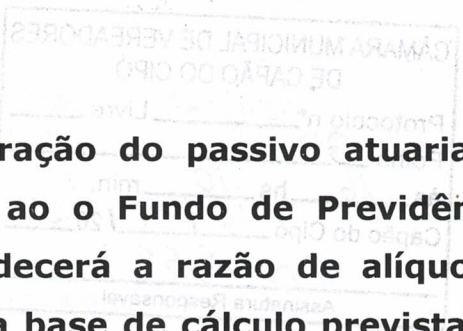 CÂMARA MUNICIPAL DE VEREADORES
DE CAPÃO DO CIPÓ
Protocolo nº Livre
ração do passivo atuaria
hs min.
ao o Fundo de Previdên
Capão do Cipó
decerá a razão de alíquo
Assinatura Responsável
a base de cálculo prevista